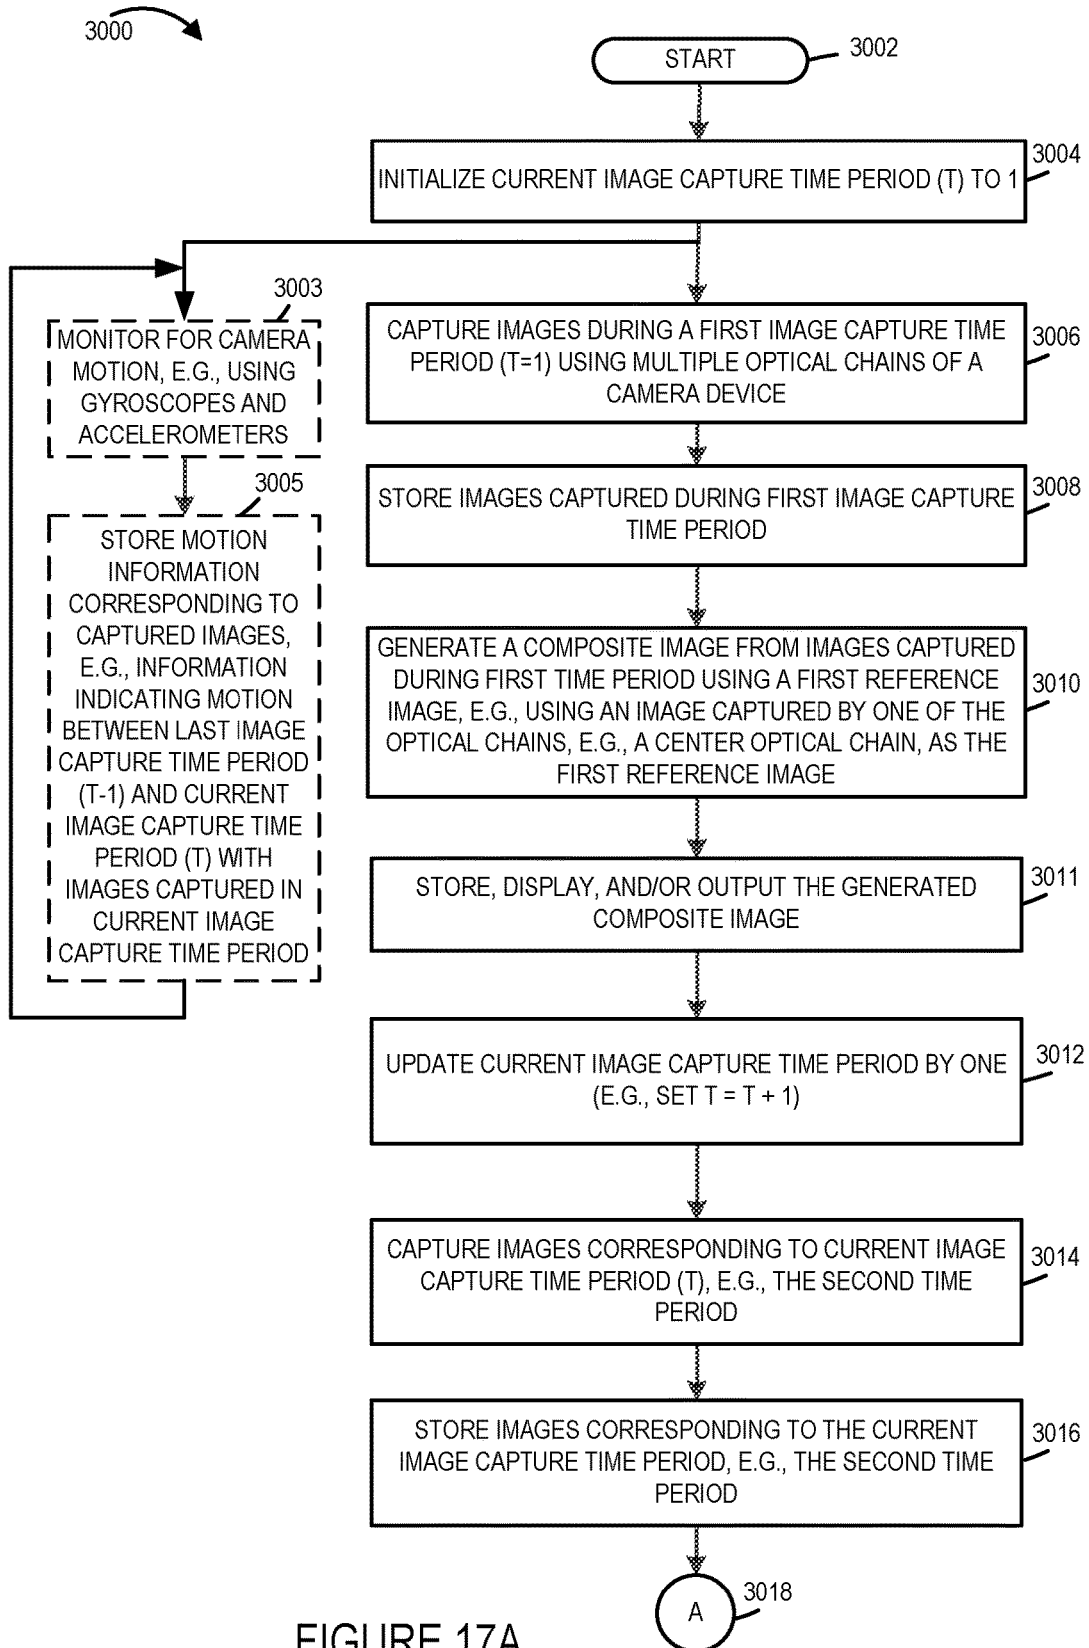 3000
START
3002
INITIALIZE CURRENT IMAGE CAPTURE TIME PERIOD (T) TO 1
3004
3003
MONITOR FOR CAMERA
MOTION, E.G., USING
GYROSCOPES AND
ACCELEROMETERS
3005
STORE MOTION
INFORMATION
CORRESPONDING TO
CAPTURED IMAGES,
E.G., INFORMATION
INDICATING MOTION
BETWEEN LAST IMAGE
CAPTURE TIME PERIOD
(T-1) AND CURRENT
IMAGE CAPTURE TIME
PERIOD (T) WITH
IMAGES CAPTURED IN
CURRENT IMAGE
CAPTURE TIME PERIOD
CAPTURE IMAGES DURING A FIRST IMAGE CAPTURE TIME
PERIOD (T=1) USING MULTIPLE OPTICAL CHAINS OF A
CAMERA DEVICE
3006
STORE IMAGES CAPTURED DURING FIRST IMAGE CAPTURE
TIME PERIOD
3008
GENERATE A COMPOSITE IMAGE FROM IMAGES CAPTURED
DURING FIRST TIME PERIOD USING A FIRST REFERENCE
IMAGE, E.G., USING AN IMAGE CAPTURED BY ONE OF THE
OPTICAL CHAINS, E.G., A CENTER OPTICAL CHAIN, AS THE
FIRST REFERENCE IMAGE
3010
STORE, DISPLAY, AND/OR OUTPUT THE GENERATED
COMPOSITE IMAGE
3011
UPDATE CURRENT IMAGE CAPTURE TIME PERIOD BY ONE
(E.G., SET T = T + 1)
3012
CAPTURE IMAGES CORRESPONDING TO CURRENT IMAGE
CAPTURE TIME PERIOD (T), E.G., THE SECOND TIME
PERIOD
3014
STORE IMAGES CORRESPONDING TO THE CURRENT
IMAGE CAPTURE TIME PERIOD, E.G., THE SECOND TIME
PERIOD
3016
A
3018
FIGURE 17A